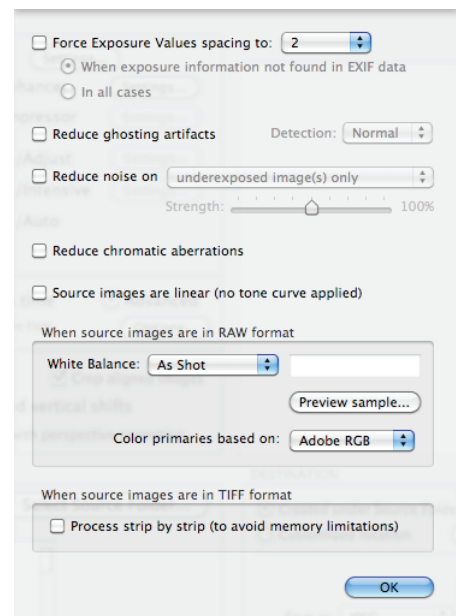 Force Exposure Values spacing to: 2
When exposure information not found in EXIF data
In all cases
Reduce ghosting artifacts Detection: Normal
Reduce noise on underexposed image(s) only
Strength: 100%
Reduce chromatic aberrations
Source images are linear (no tone curve applied)
When source images are in RAW format
White Balance: As Shot
Preview sample...
Color primaries based on: Adobe RGB
When source images are in TIFF format
Process strip by strip (to avoid memory limitations)
OK